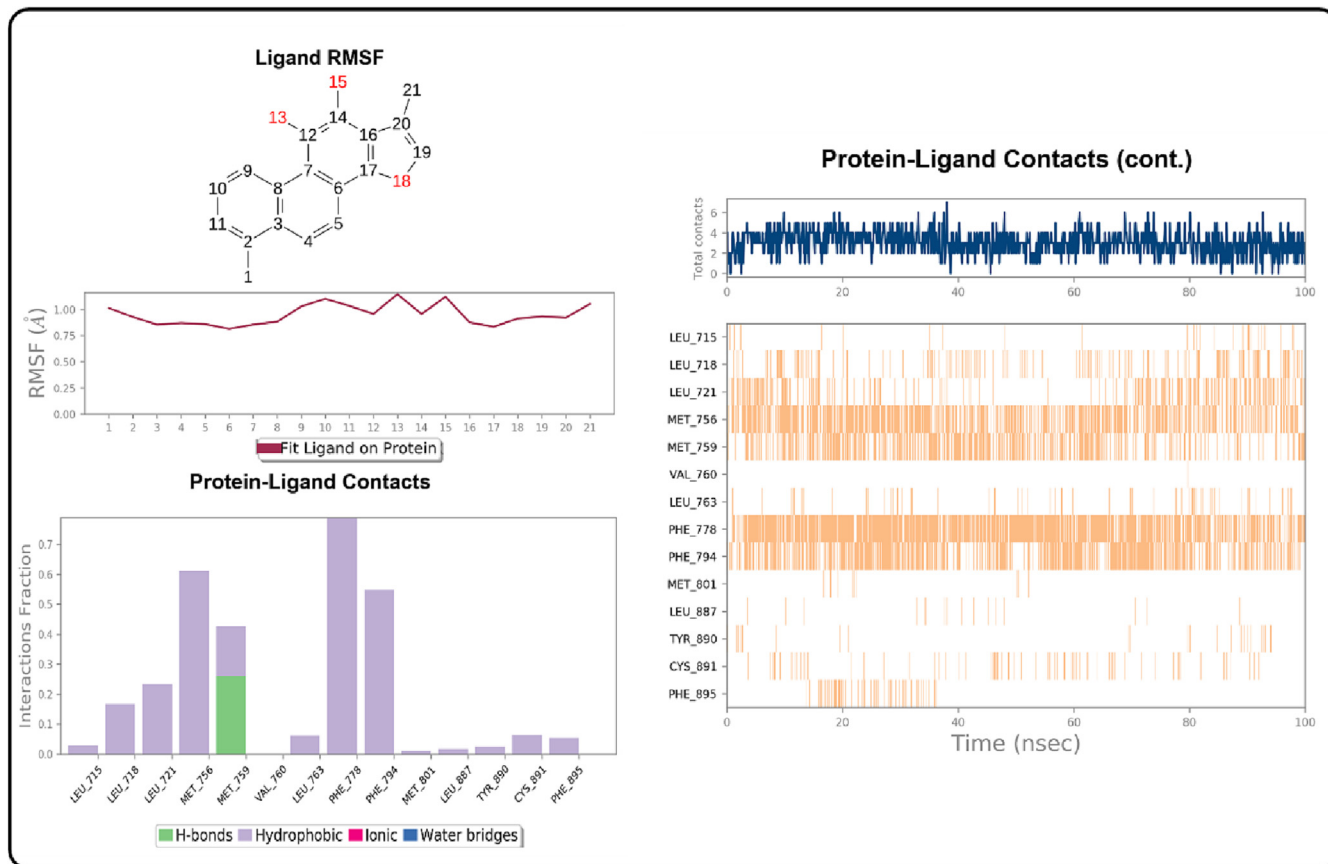 Ligand RMSF
15
21
13
14
20
12
16
19
9
7
17
18
10
8
6
11
3
5
2
4
1
RMSF (Å)
1.00
0.75
0.50
0.25
0.00
1 2 3 4 5 6 7 8 9 10 11 12 13 14 15 16 17 18 19 20 21
Fit Ligand on Protein
Protein-Ligand Contacts
Interactions Fraction
0.7
0.6
0.5
0.4
0.3
0.2
0.1
0.0
LEU_715 LEU_718 LEU_721 MET_756 MET_759 VAL_760 LEU_763 PHE_778 PHE_794 MET_801 LEU_887 TYR_890 CYS_891 PHE_895
H-bonds Hydrophobic Ionic Water bridges
Protein-Ligand Contacts (cont.)
Total contacts
6
4
2
0
0 20 40 60 80 100
LEU_715
LEU_718
LEU_721
MET_756
MET_759
VAL_760
LEU_763
PHE_778
PHE_794
MET_801
LEU_887
TYR_890
CYS_891
PHE_895
0 20 40 60 80 100
Time (nsec)